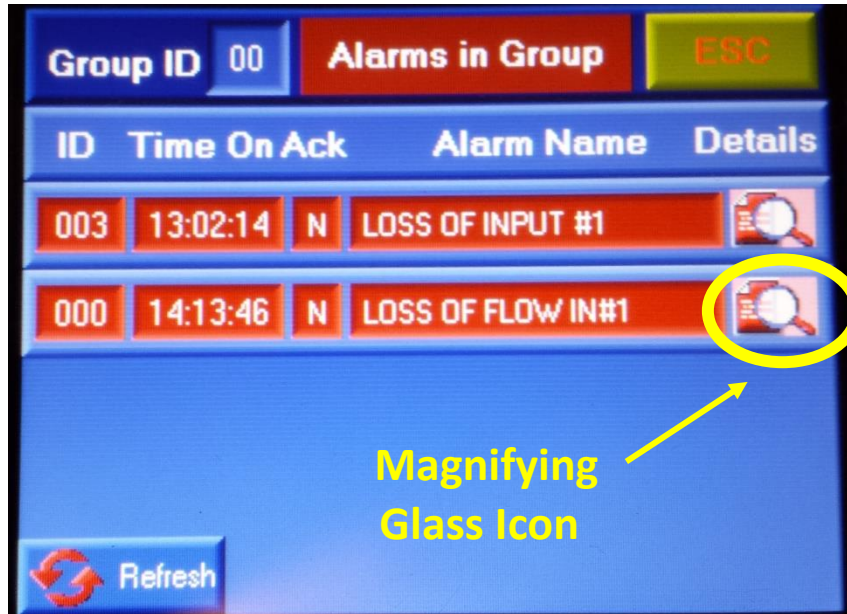 Group ID 00 Alarms in Group ESC
ID Time On Ack Alarm Name Details
003 13:02:14 N LOSS OF INPUT #1
000 14:13:46 N LOSS OF FLOW IN#1
Magnifying
Glass Icon
Refresh